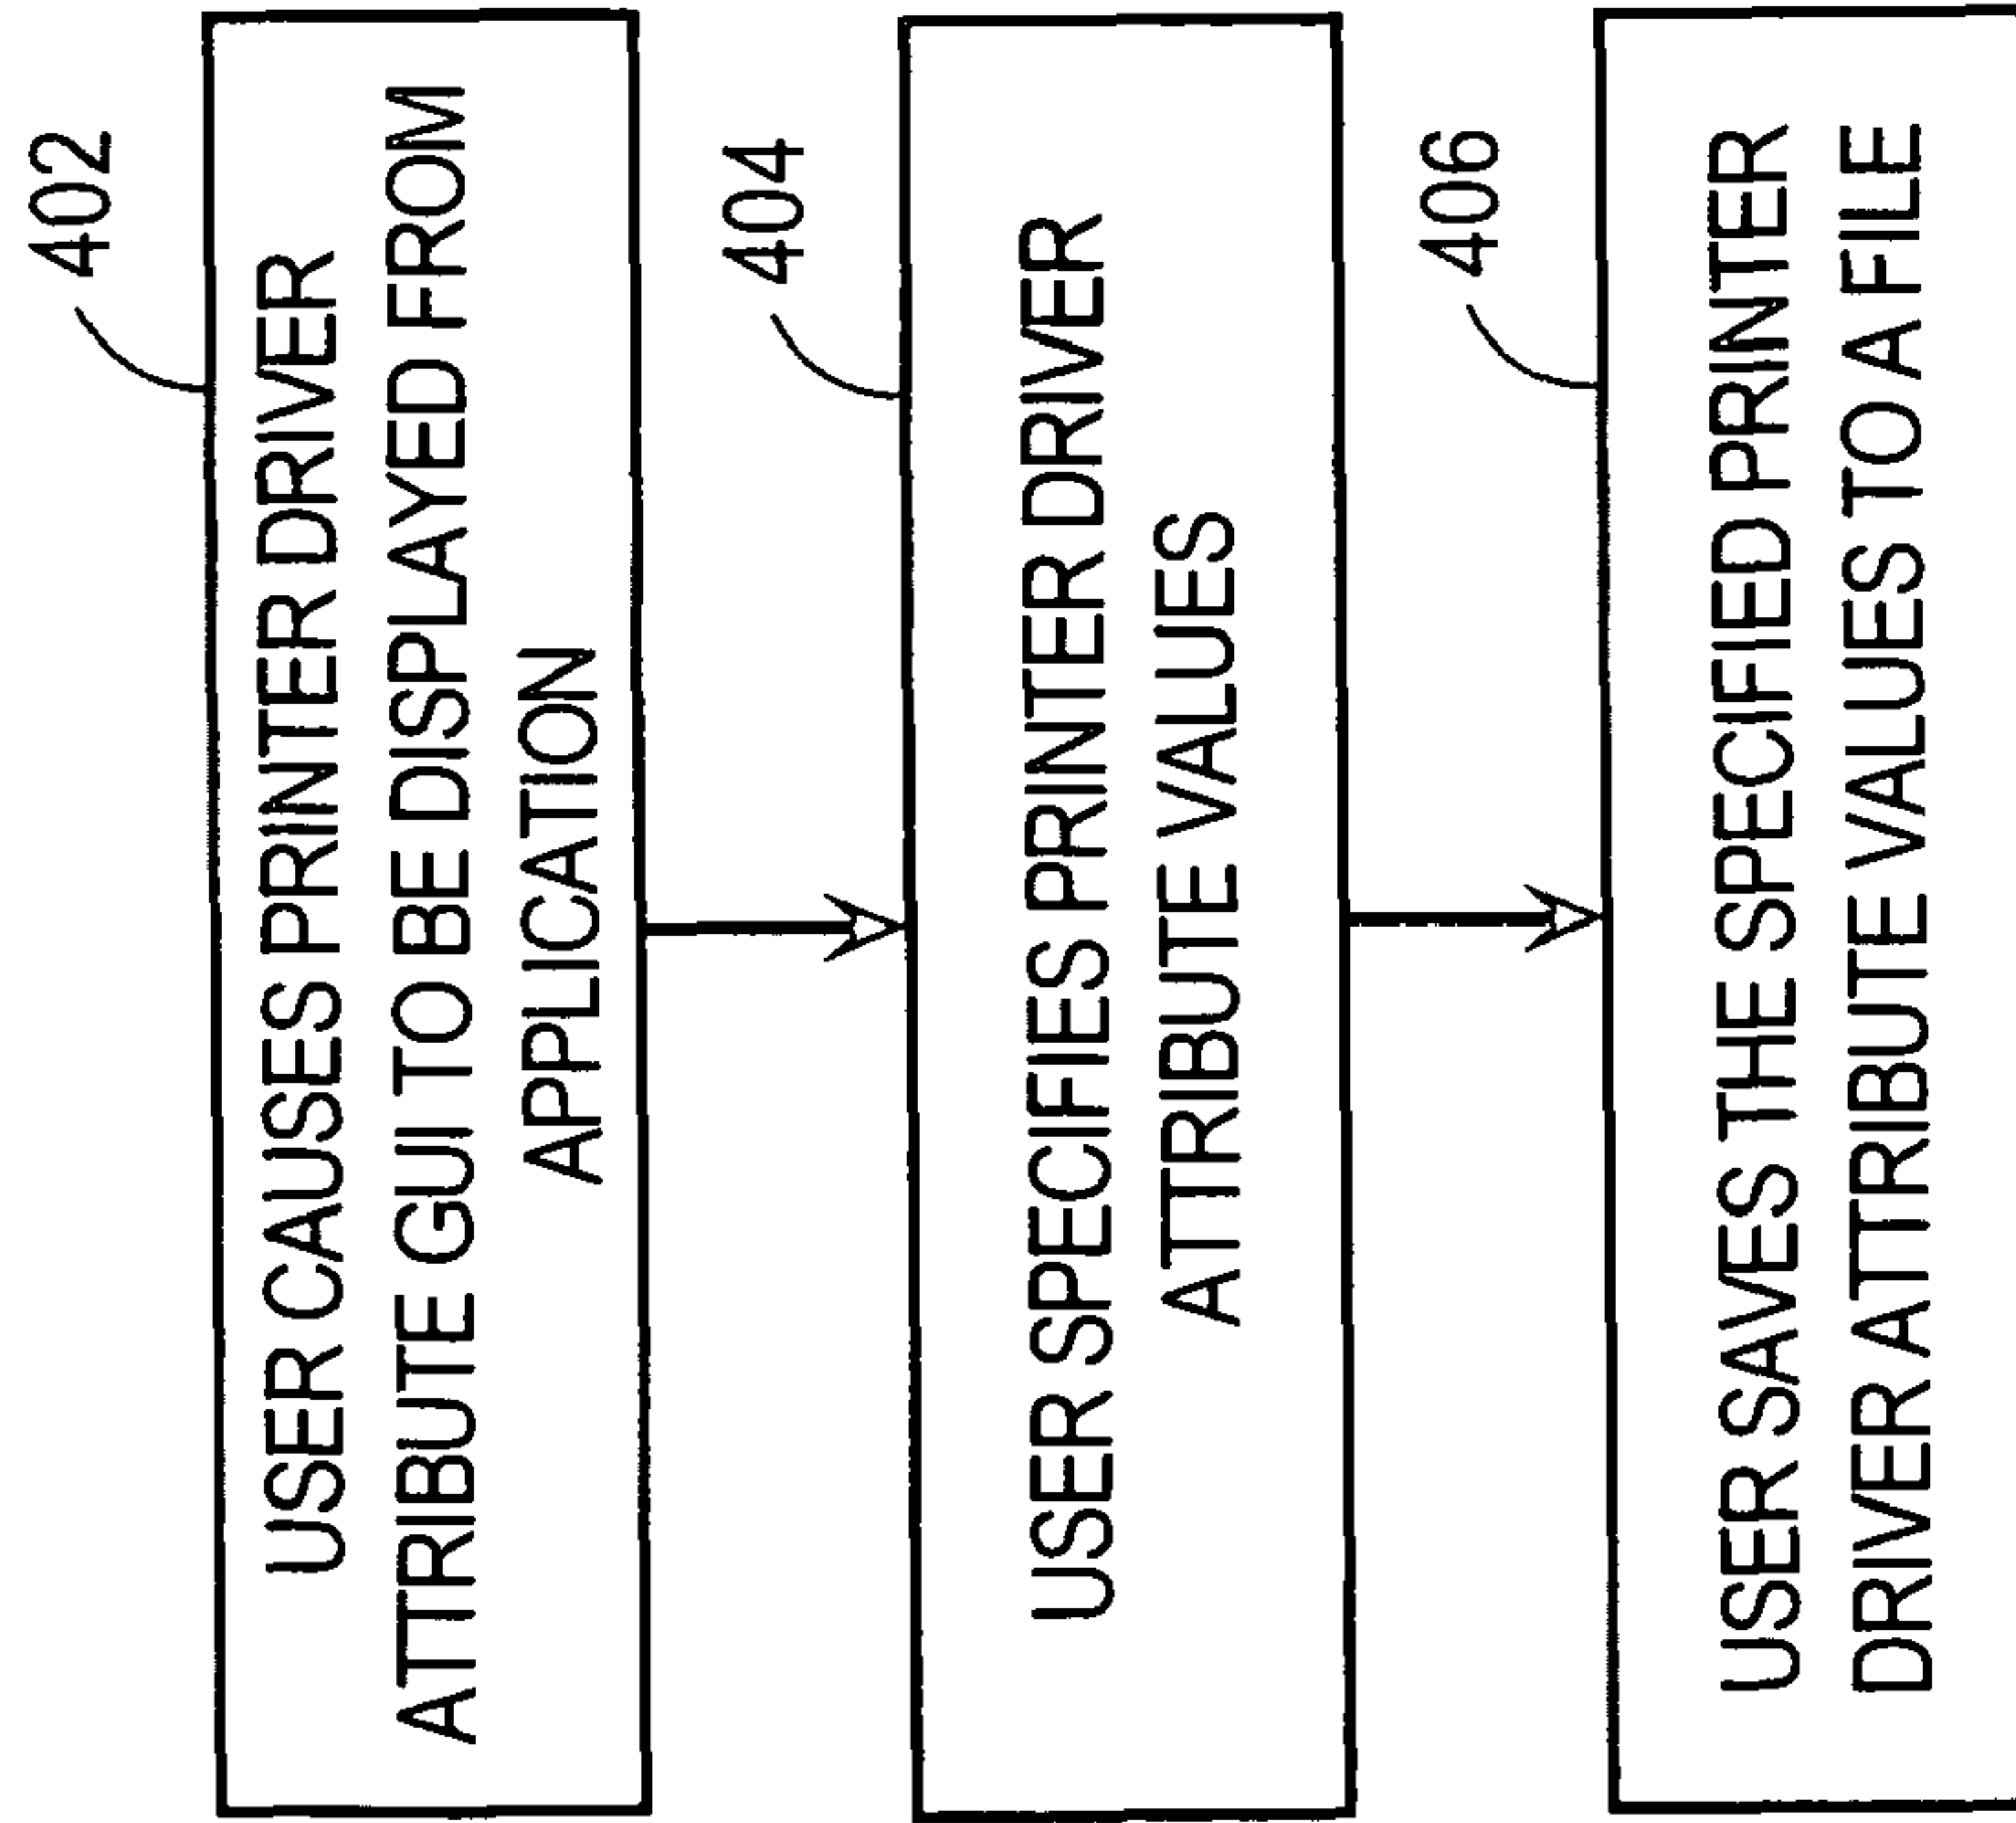 402
USER CAUSES PRINTER DRIVER
ATTRIBUTE GUI TO BE DISPLAYED FROM
APPLICATION
404
USER SPECIFIES PRINTER DRIVER
ATTRIBUTE VALUES
406
USER SAVES THE SPECIFIED PRINTER
DRIVER ATTRIBUTE VALUES TO A FILE